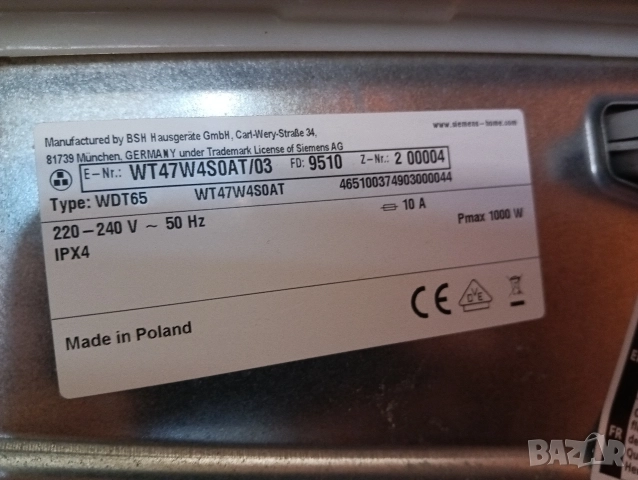 Manufactured by BSH Hausgeräte GmbH, Carl-Wery-Straße 34,
81739 München, GERMANY under Trademark License of Siemens AG
www.siemens-home.com
E-Nr.: WT47W4S0AT/03 FD: 9510 Z-Nr.: 2 00004
Type: WDT65 WT47W4S0AT 465100374903000044
220-240 V ~ 50 Hz 10 A Pmax 1000 W
IPX4
CE DVE
Made in Poland
FR
BAZAR